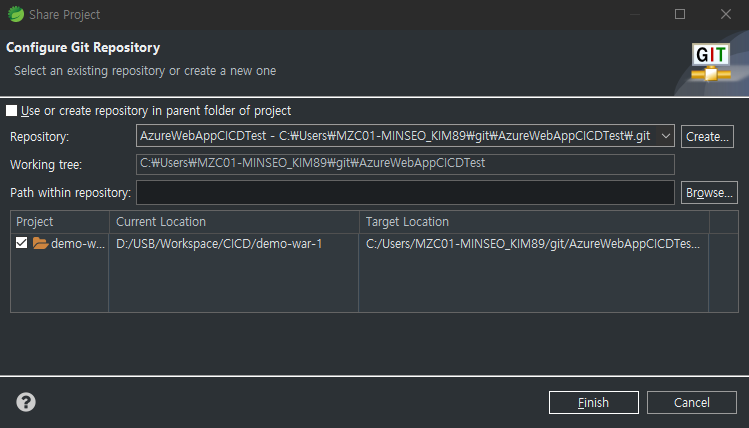 Share Project
Configure Git Repository
Select an existing repository or create a new one
GIT
Use or create repository in parent folder of project
Repository: AzureWebAppCICDTest - C:₩Users₩MZC01-MINSEO_KIM89₩git₩AzureWebAppCICDTest₩.git Create...
Working tree: C:₩Users₩MZC01-MINSEO_KIM89₩git₩AzureWebAppCICDTest
Path within repository: Browse...
Project Current Location Target Location
demo-w... D:/USB/Workspace/CICD/demo-war-1 C:/Users/MZC01-MINSEO_KIM89/git/AzureWebAppCICDTes...
? Finish Cancel